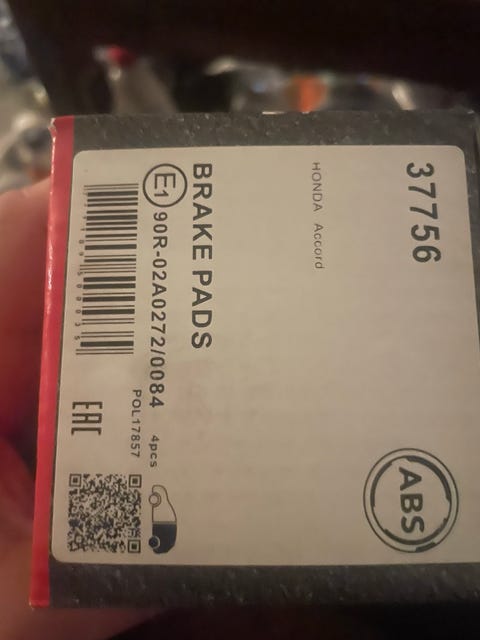 37756
ABS
HONDA Accord
BRAKE PADS
E1 90R-02A0272/0084
4pcs
POL17857
EAC